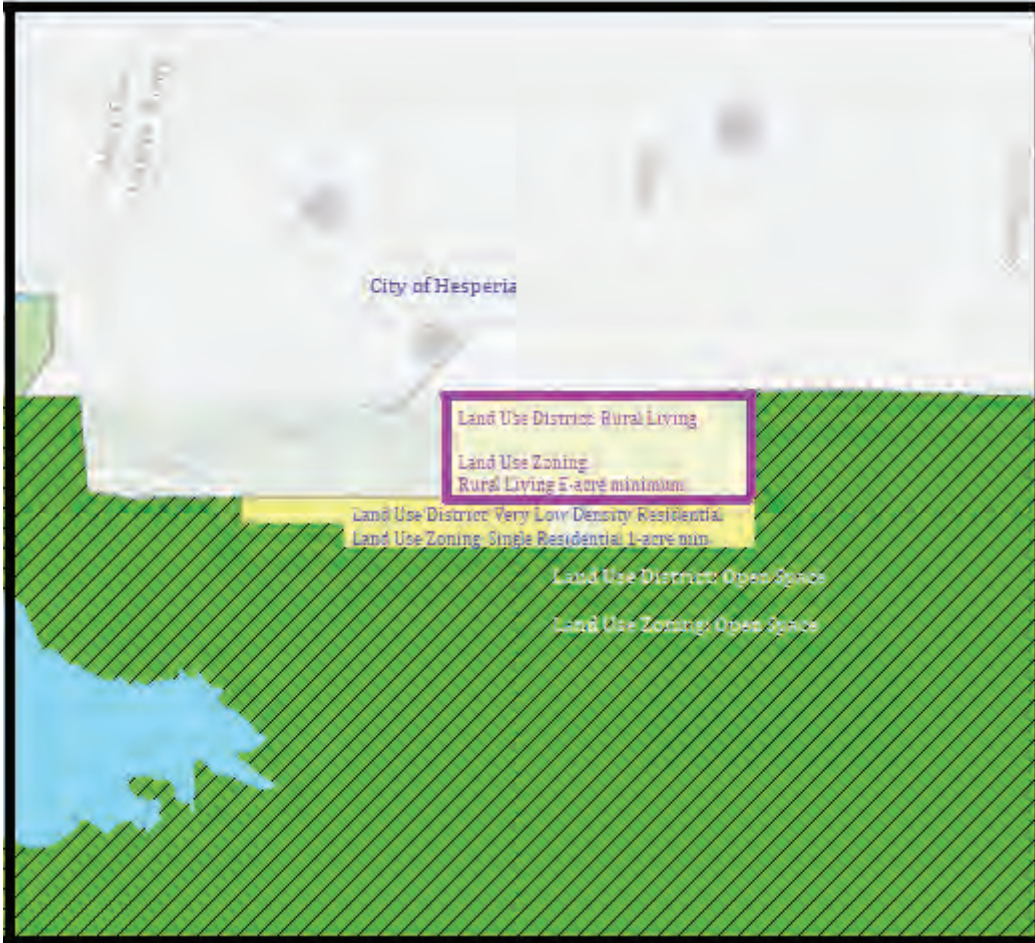 City of Hesperia
Land Use District: Rural Living
Land Use Zoning:
Rural Living minimum
Land Use District: Very Low Density Residential
Land Use Zoning: Single Residential 1-acre min
Land Use District: Open Space
Land Use Zoning: Open Space